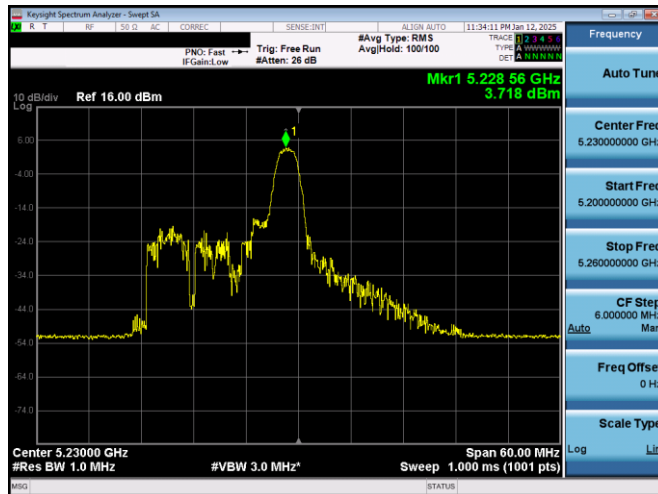 Keysight Spectrum Analyzer - Swept SA
R T RF 50 Ω AC CORREC SENSE:INT ALIGN AUTO 11:34:11 PM Jan 12, 2025
PNO: Fast
IFGain:Low
Trig: Free Run
#Atten: 26 dB
#Avg Type: RMS
Avg|Hold: 100/100
TRACE 1 2 3 4 5 6
TYPE A WWWWW
DET A N N N N N
Mkr1 5.228 56 GHz
3.718 dBm
10 dB/div Ref 16.00 dBm
Log
1
6.00
-4.00
-14.0
-24.0
-34.0
-44.0
-54.0
-64.0
-74.0
Center 5.23000 GHz Span 60.00 MHz
#Res BW 1.0 MHz #VBW 3.0 MHz* Sweep 1.000 ms (1001 pts)
MSG STATUS
Frequency
Auto Tune
Center Freq
5.230000000 GHz
Start Freq
5.200000000 GHz
Stop Freq
5.260000000 GHz
CF Step
6.000000 MHz
Auto Man
Freq Offset
0 Hz
Scale Type
Log Lin